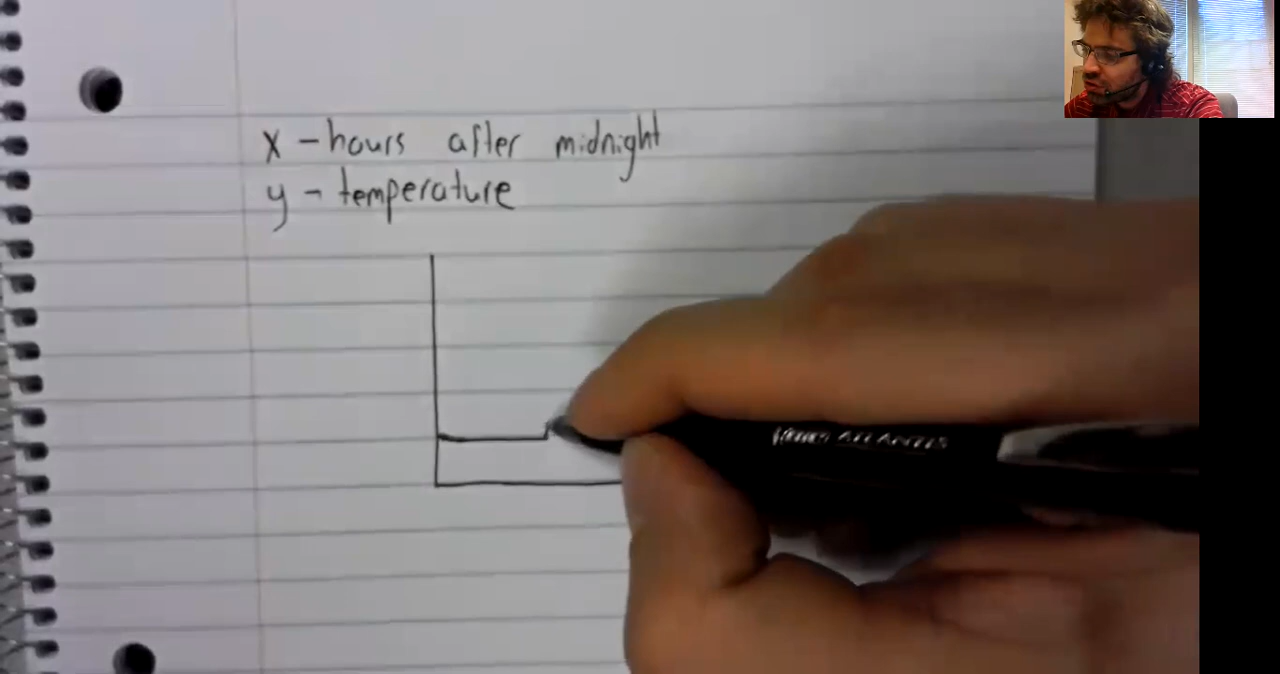 x - hours after midnight
y - temperature